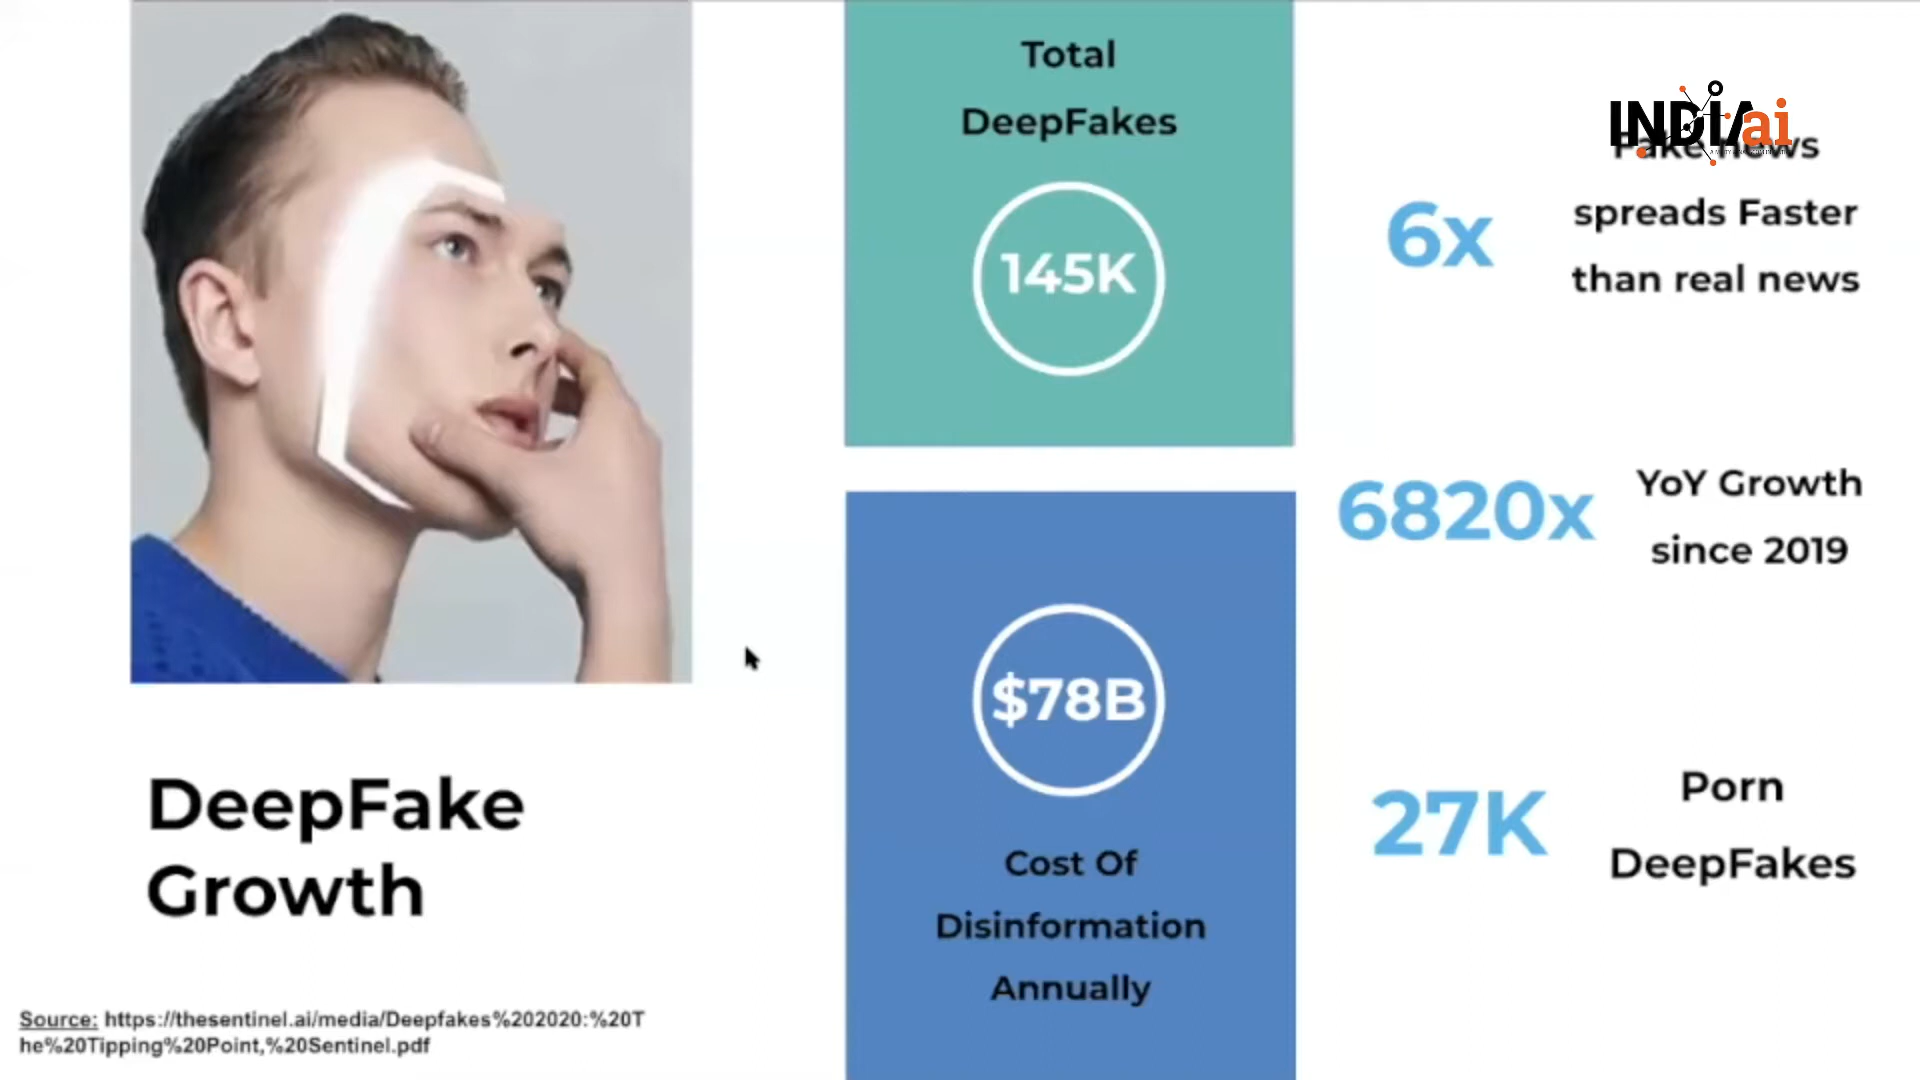 DeepFake
Growth
Source: https://thesentinel.ai/media/Deepfakes%202020:%20T
he%20Tipping%20Point,%20Sentinel.pdf
Total
DeepFakes
145K
$78B
Cost Of
Disinformation
Annually
INDIAai
6x
Fake news
spreads Faster
than real news
6820x
YoY Growth
since 2019
27K
Porn
DeepFakes